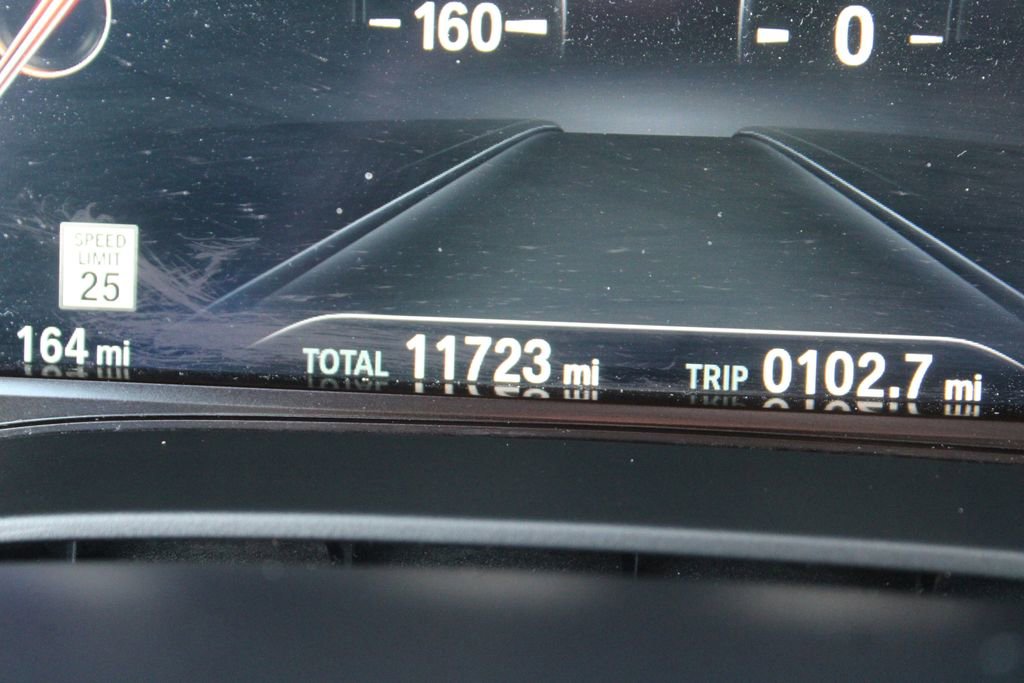 160 0
SPEED
LIMIT
25
164 mi
TOTAL 11723 mi TRIP 0102.7 mi